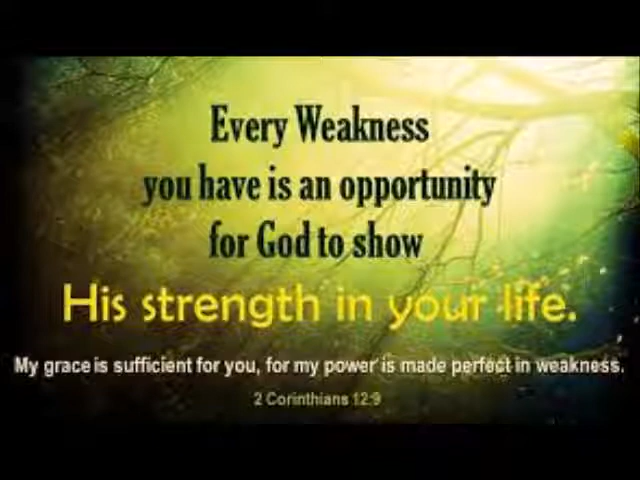 Every Weakness
you have is an opportunity
for God to show
His strength in your life.
My grace is sufficient for you, for my power is made perfect in weakness.
2 Corinthians 12:9